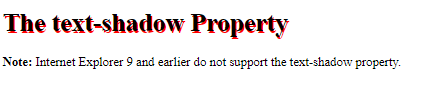 The text-shadow Property
Note: Internet Explorer 9 and earlier do not support the text-shadow property.